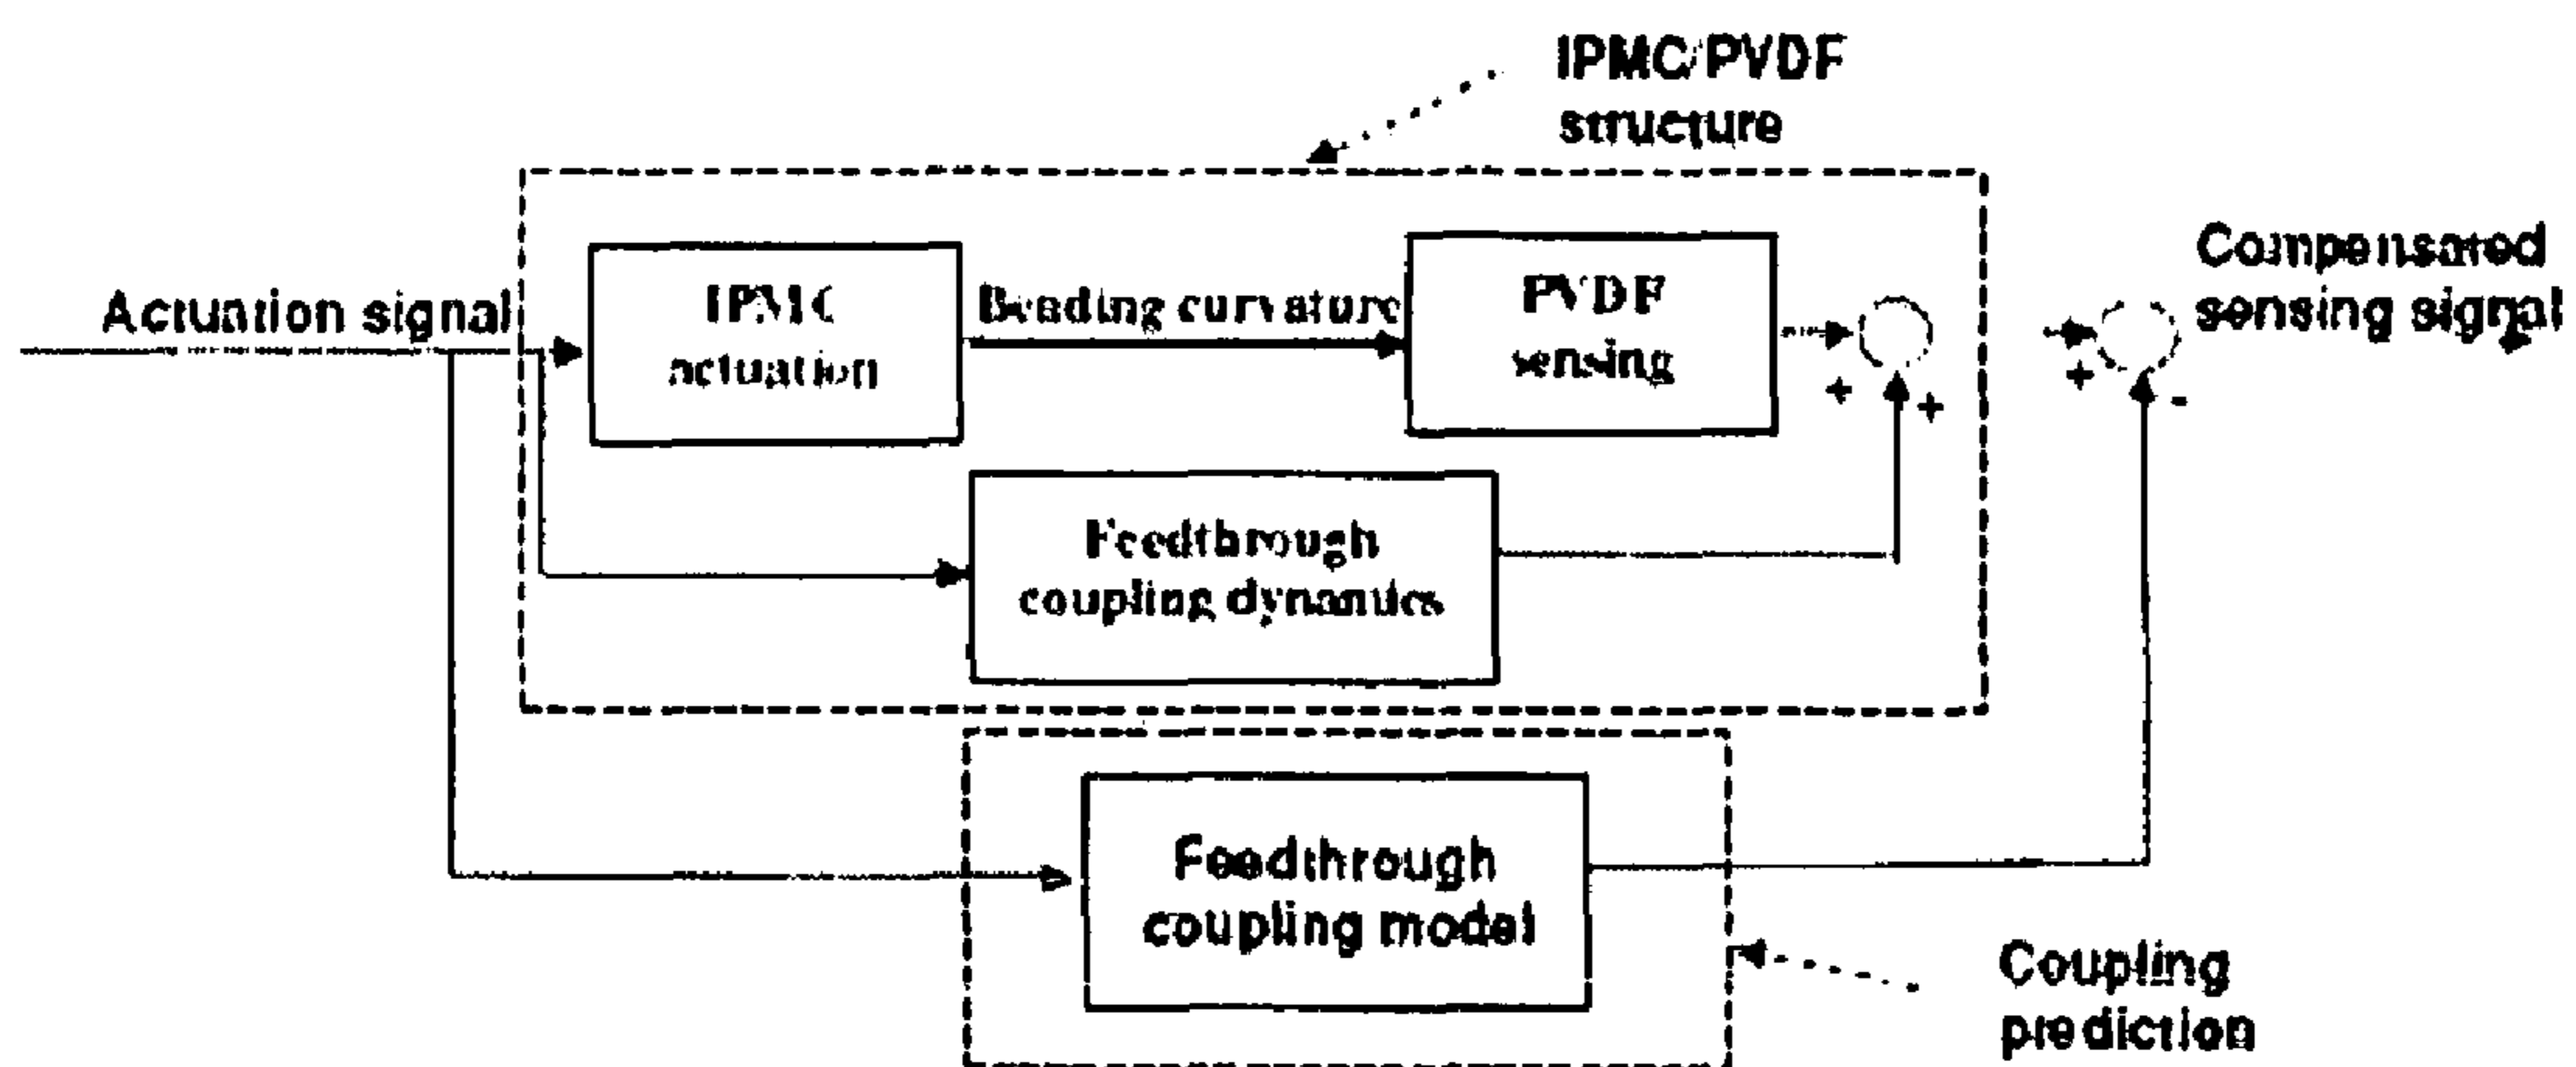 IPMC/PVDF
structure
Actuation signal
IPMC
actuation
Bending curvature
PVDF
sensing
+
+
+
-
Compensated
sensing signal
Feedthrough
coupling dynamics
Feedthrough
coupling model
Coupling
prediction